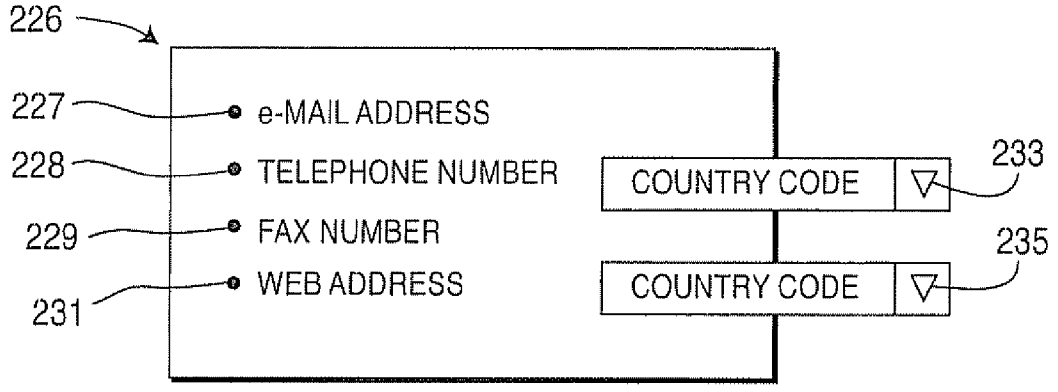 226
227 e-MAIL ADDRESS
228 TELEPHONE NUMBER COUNTRY CODE 233
229 FAX NUMBER
231 WEB ADDRESS COUNTRY CODE 235